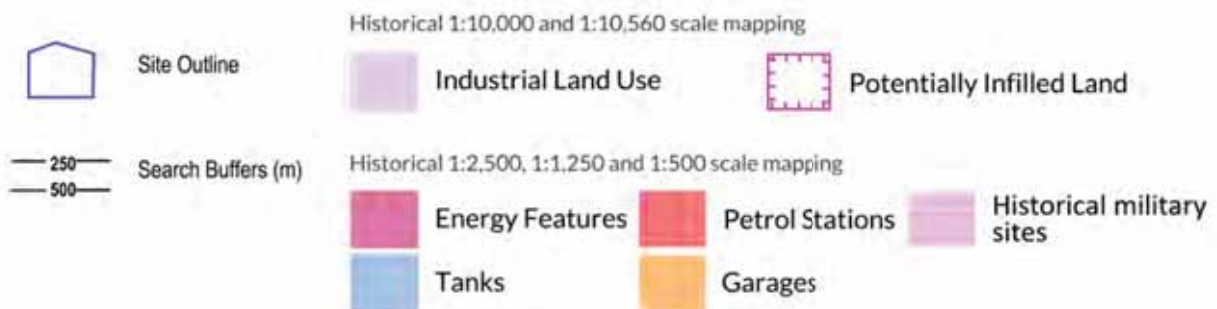 Historical 1:10,000 and 1:10,560 scale mapping
Site Outline
Industrial Land Use
Potentially Infilled Land
250
500
Search Buffers (m)
Historical 1:2,500, 1:1,250 and 1:500 scale mapping
Energy Features
Petrol Stations
Historical military
sites
Tanks
Garages